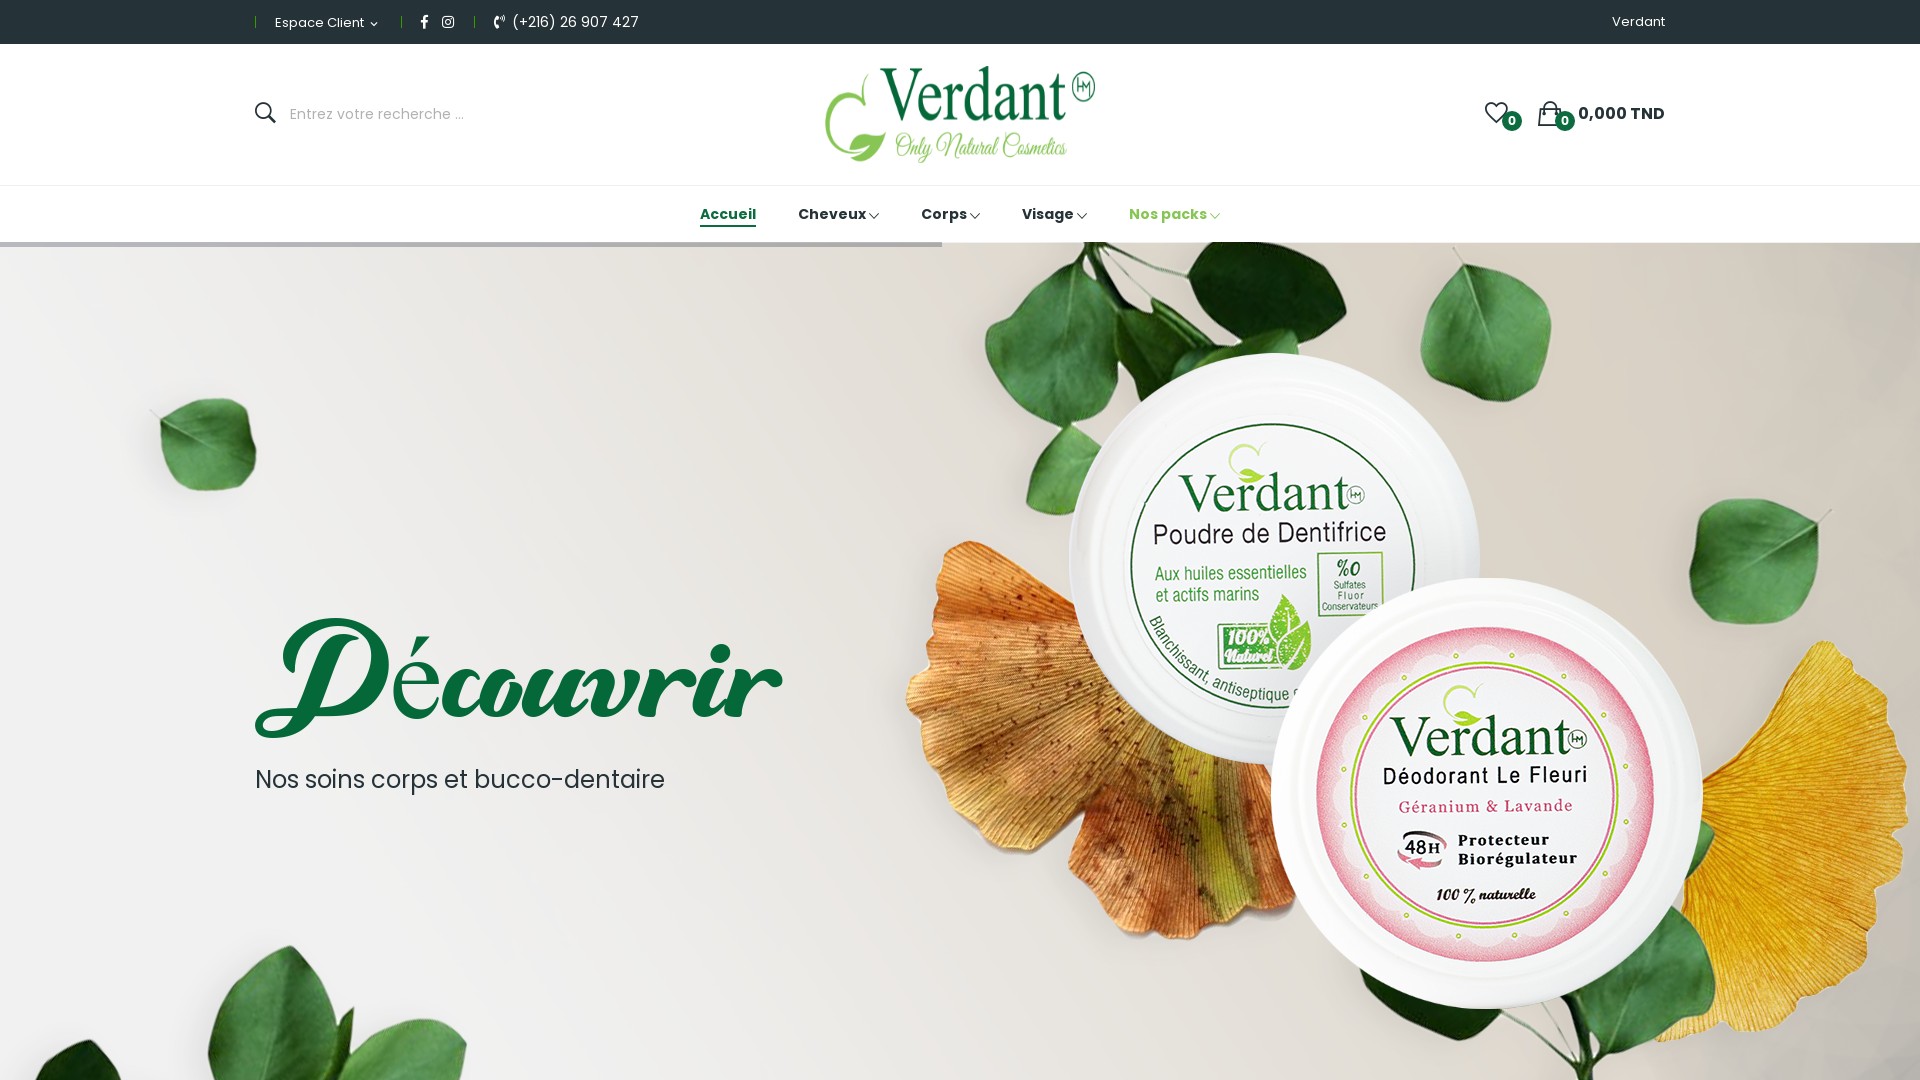 Espace Client
(+216) 26 907 427
Verdant
Entrez votre recherche ...
Verdant HM
Only Natural Cosmetics
0
0
0,000 TND
Accueil
Cheveux
Corps
Visage
Nos packs
Découvrir
Nos soins corps et bucco-dentaire
Verdant HM
Poudre de Dentifrice
Aux huiles essentielles
et actifs marins
%0
Sulfates
Fluor
Conservateurs
100%
Naturel
Blanchissant, antiseptique
Verdant HM
Déodorant Le Fleuri
Géranium & Lavande
48H
Protecteur
Biorégulateur
100 % naturelle